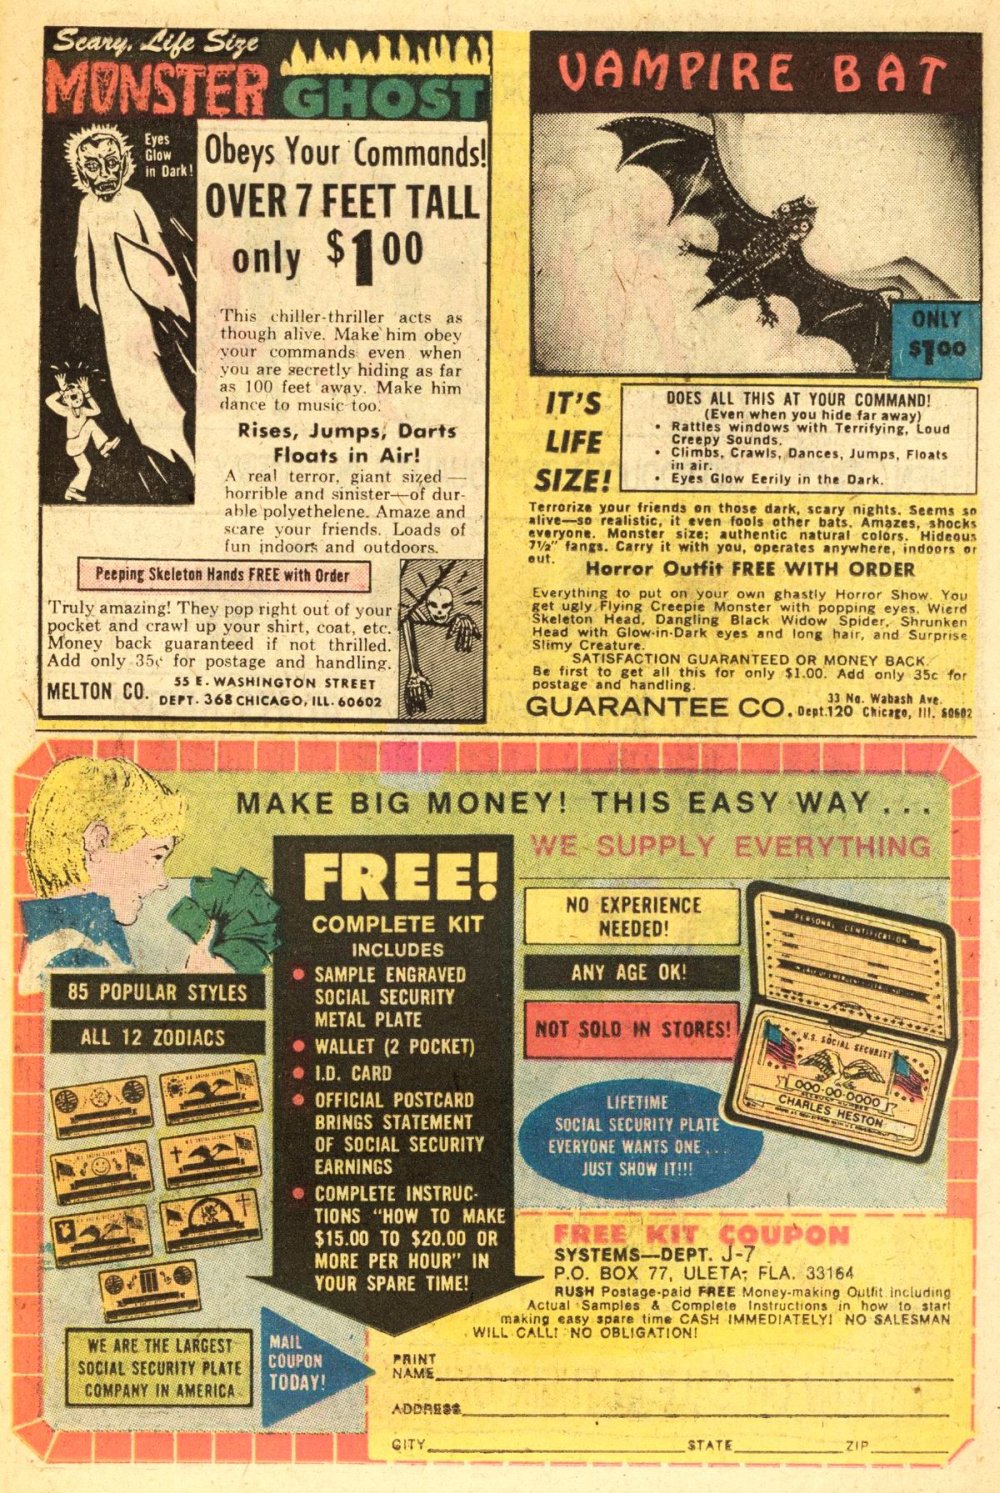 Scary, Life Size
MONSTER GHOST
Eyes
Glow
in Dark!
Obeys Your Commands!
OVER 7 FEET TALL
only $1 00
This chiller-thriller acts as
though alive. Make him obey
your commands even when
you are secretly hiding as far
as 100 feet away. Make him
dance to music too.
Rises, Jumps, Darts
Floats in Air!
A real terror, giant sized —
horrible and sinister—of dur-
able polyethelene. Amaze and
scare your friends. Loads of
fun indoors and outdoors.
Peeping Skeleton Hands FREE with Order
Truly amazing! They pop right out of your
pocket and crawl up your shirt, coat, etc.
Money back guaranteed if not thrilled.
Add only 35¢ for postage and handling.
MELTON CO. 55 E. WASHINGTON STREET
DEPT. 368 CHICAGO, ILL. 60602
VAMPIRE BAT
ONLY
$1 00
IT'S
LIFE
SIZE!
DOES ALL THIS AT YOUR COMMAND!
(Even when you hide far away)
• Rattles windows with Terrifying, Loud
Creepy Sounds.
• Climbs, Crawls, Dances, Jumps, Floats
in air.
• Eyes Glow Eerily in the Dark.
Terrorize your friends on those dark, scary nights. Seems so
alive—so realistic, it even fools other bats. Amazes, shocks
everyone. Monster size; authentic natural colors. Hideous
7½" fangs. Carry it with you, operates anywhere, indoors or
out.
Horror Outfit FREE WITH ORDER
Everything to put on your own ghastly Horror Show. You
get ugly Flying Creepie Monster with popping eyes. Wierd
Skeleton Head, Dangling Black Widow Spider, Shrunken
Head with Glow-in-Dark eyes and long hair, and Surprise
Slimy Creature.
SATISFACTION GUARANTEED OR MONEY BACK.
Be first to get all this for only $1.00. Add only 35c for
postage and handling.
GUARANTEE CO. 33 No. Wabash Ave.
Dept.120 Chicago, Ill. 60602
MAKE BIG MONEY! THIS EASY WAY . . .
WE SUPPLY EVERYTHING
FREE!
COMPLETE KIT
INCLUDES
• SAMPLE ENGRAVED
SOCIAL SECURITY
METAL PLATE
• WALLET (2 POCKET)
• I.D. CARD
• OFFICIAL POSTCARD
BRINGS STATEMENT
OF SOCIAL SECURITY
EARNINGS
• COMPLETE INSTRUC-
TIONS "HOW TO MAKE
$15.00 TO $20.00 OR
MORE PER HOUR" IN
YOUR SPARE TIME!
85 POPULAR STYLES
ALL 12 ZODIACS
NO EXPERIENCE
NEEDED!
ANY AGE OK!
NOT SOLD IN STORES!
PERSONAL IDENTIFICATION
U.S. SOCIAL SECURITY
000-00-0000
CHARLES HESTON
LIFETIME
SOCIAL SECURITY PLATE
EVERYONE WANTS ONE...
JUST SHOW IT!!!
WE ARE THE LARGEST
SOCIAL SECURITY PLATE
COMPANY IN AMERICA
MAIL
COUPON
TODAY!
FREE KIT COUPON
SYSTEMS—DEPT. J-7
P.O. BOX 77, ULETA, FLA. 33164
RUSH Postage-paid FREE Money-making Outfit including
Actual Samples & Complete Instructions in how to start
making easy spare time CASH IMMEDIATELY! NO SALESMAN
WILL CALL! NO OBLIGATION!
PRINT
NAME
ADDRESS
CITY STATE ZIP